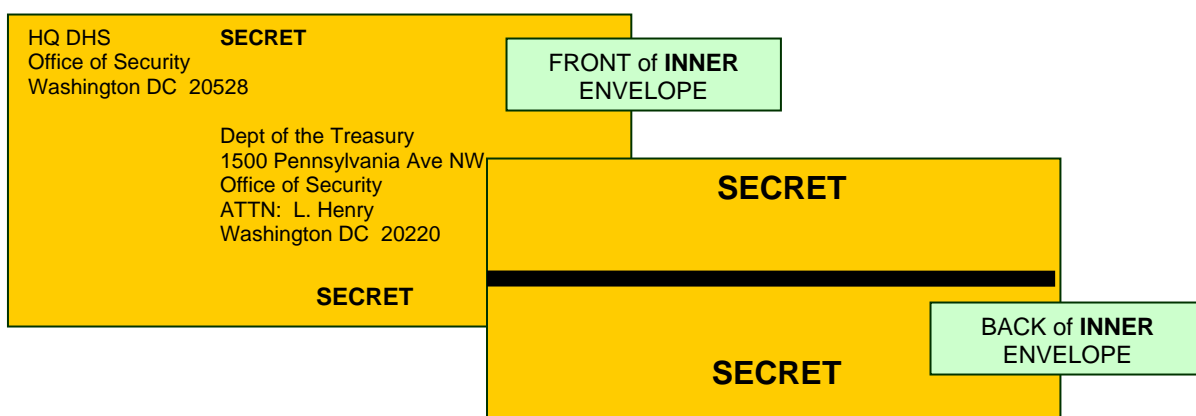 HQ DHS SECRET
Office of Security
Washington DC 20528
FRONT of INNER
ENVELOPE
Dept of the Treasury
1500 Pennsylvania Ave NW
Office of Security
ATTN: L. Henry
Washington DC 20220
SECRET
SECRET
BACK of INNER
ENVELOPE
SECRET